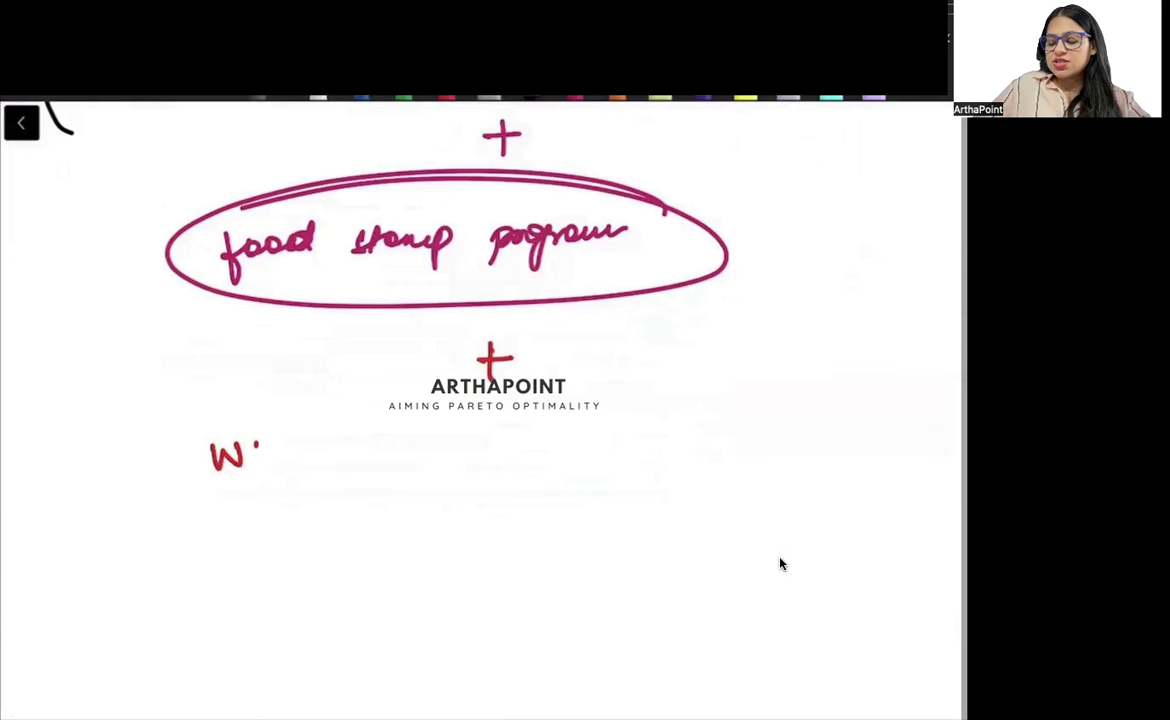 ArthaPoint
+
food stamp program
+
ARTHAPOINT
AIMING PARETO OPTIMALITY
W